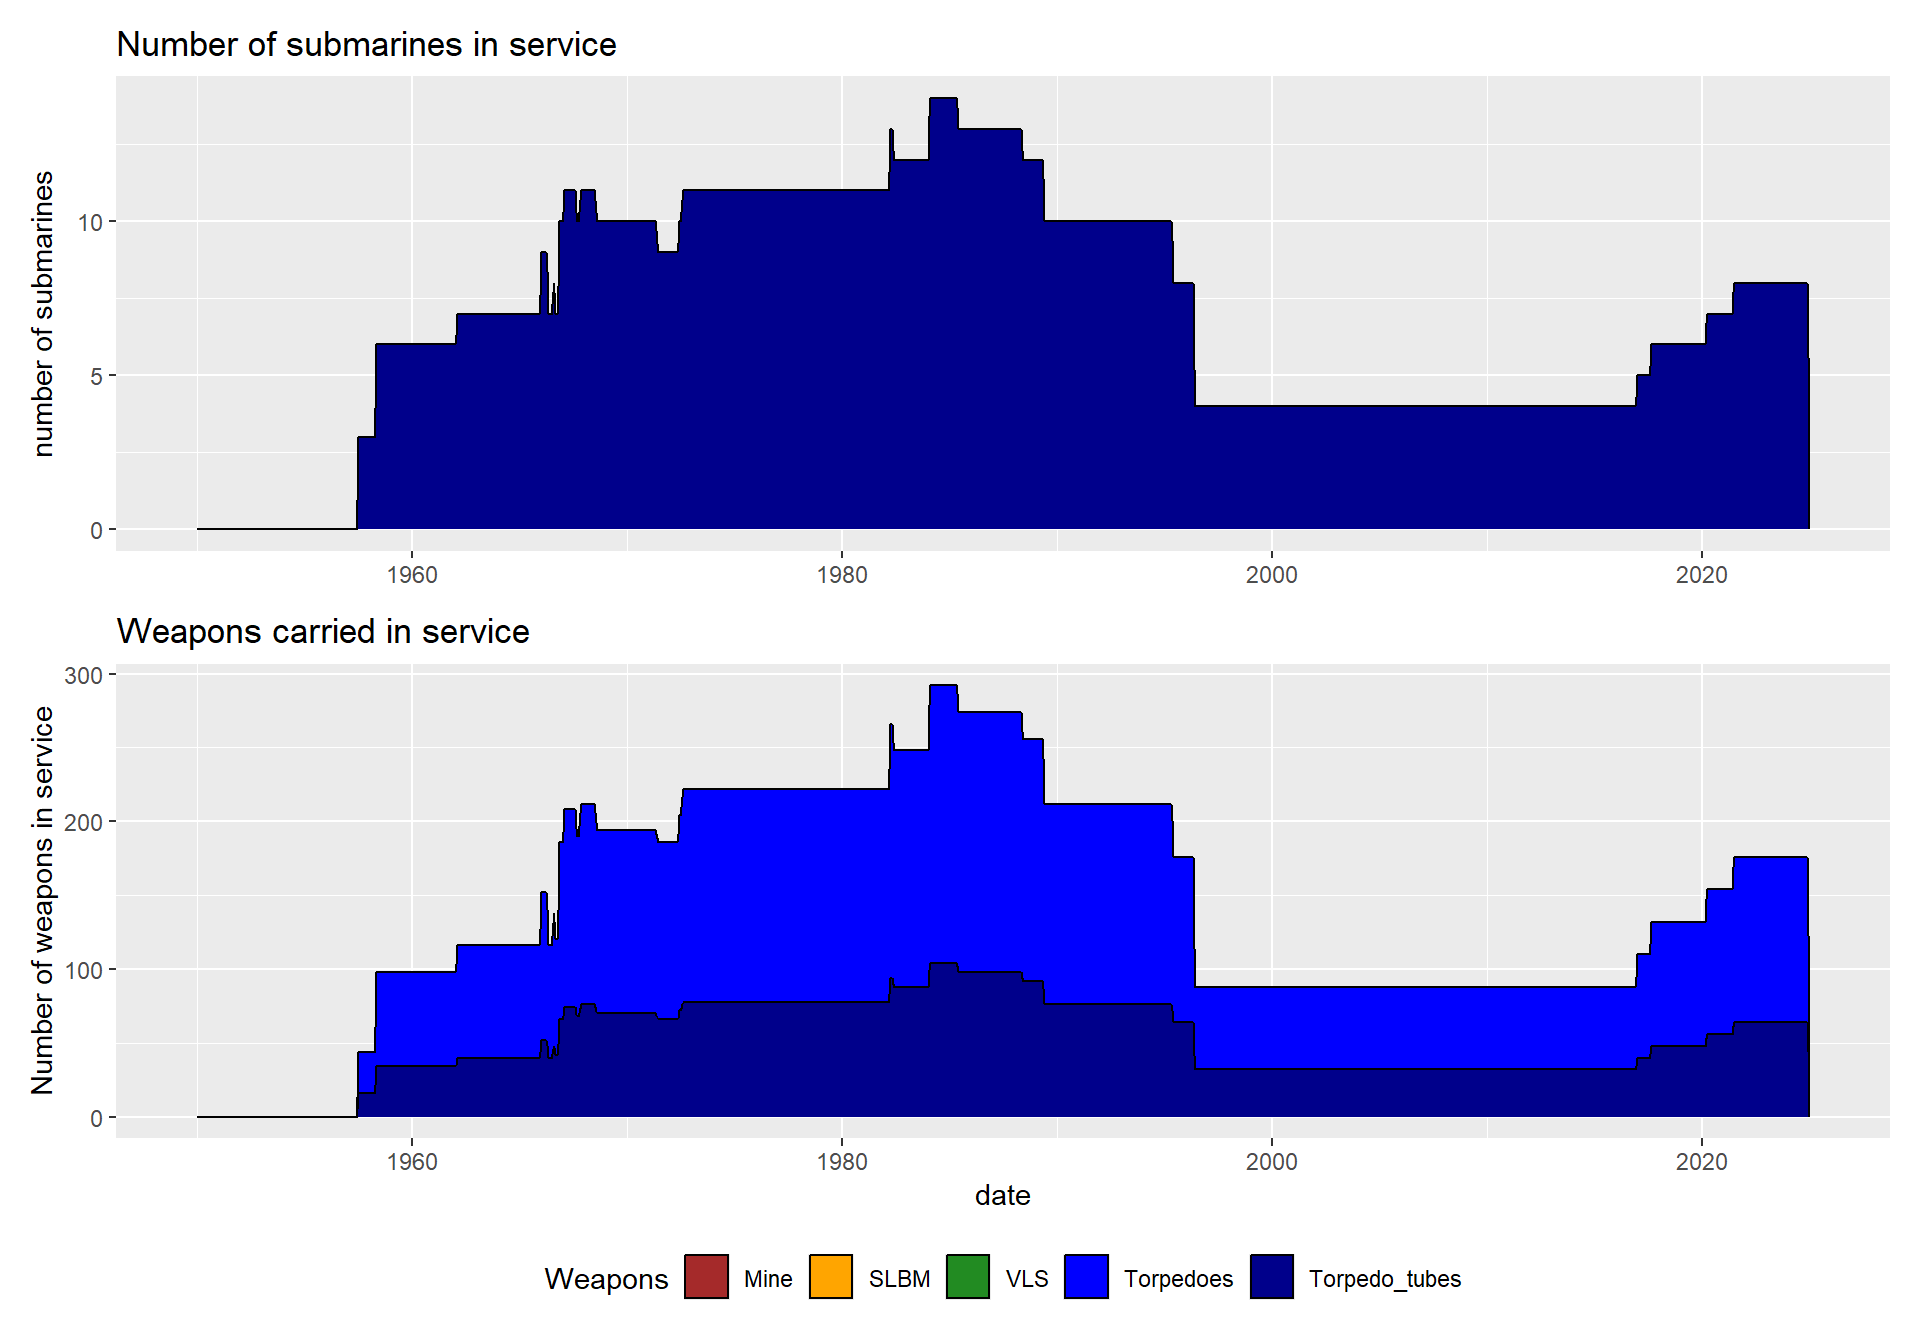 Number of submarines in service
number of submarines
10
5
0
1960 1980 2000 2020
Weapons carried in service
Number of weapons in service
300
200
100
0
1960 1980 2000 2020
date
Weapons Mine SLBM VLS Torpedoes Torpedo_tubes